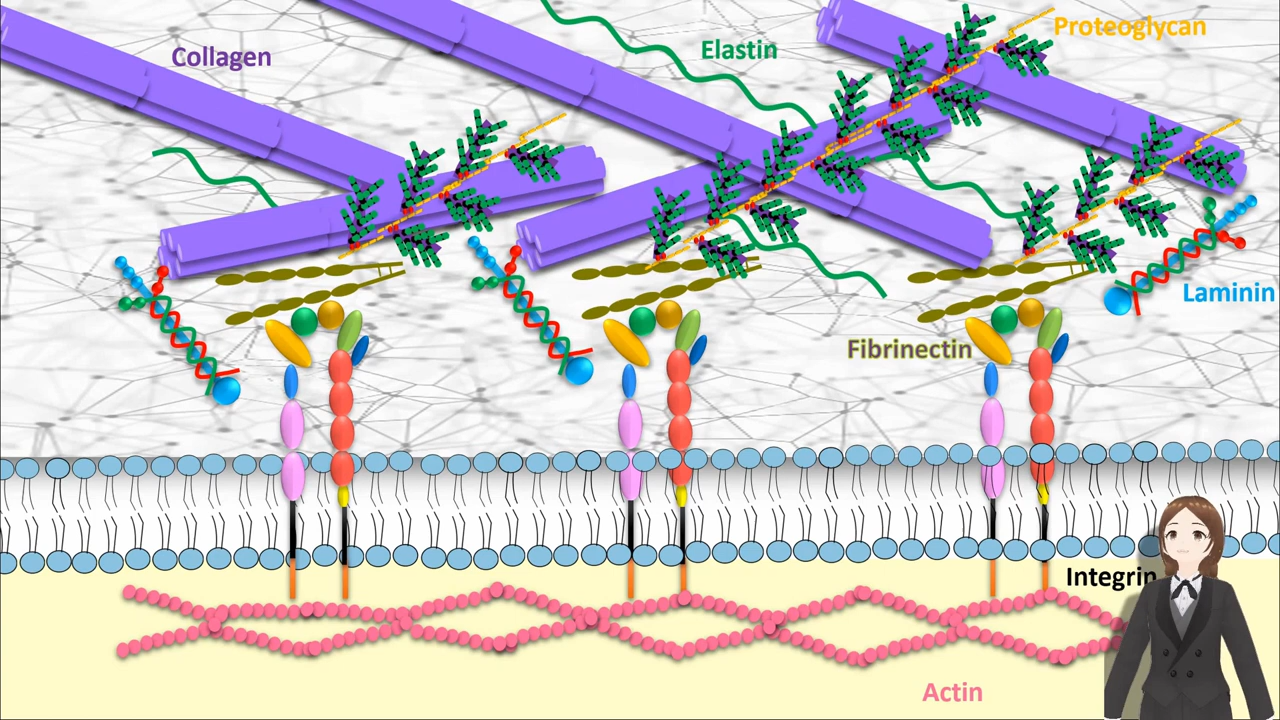 Proteoglycan
Collagen
Elastin
Laminin
Fibrinectin
Integrin
Actin